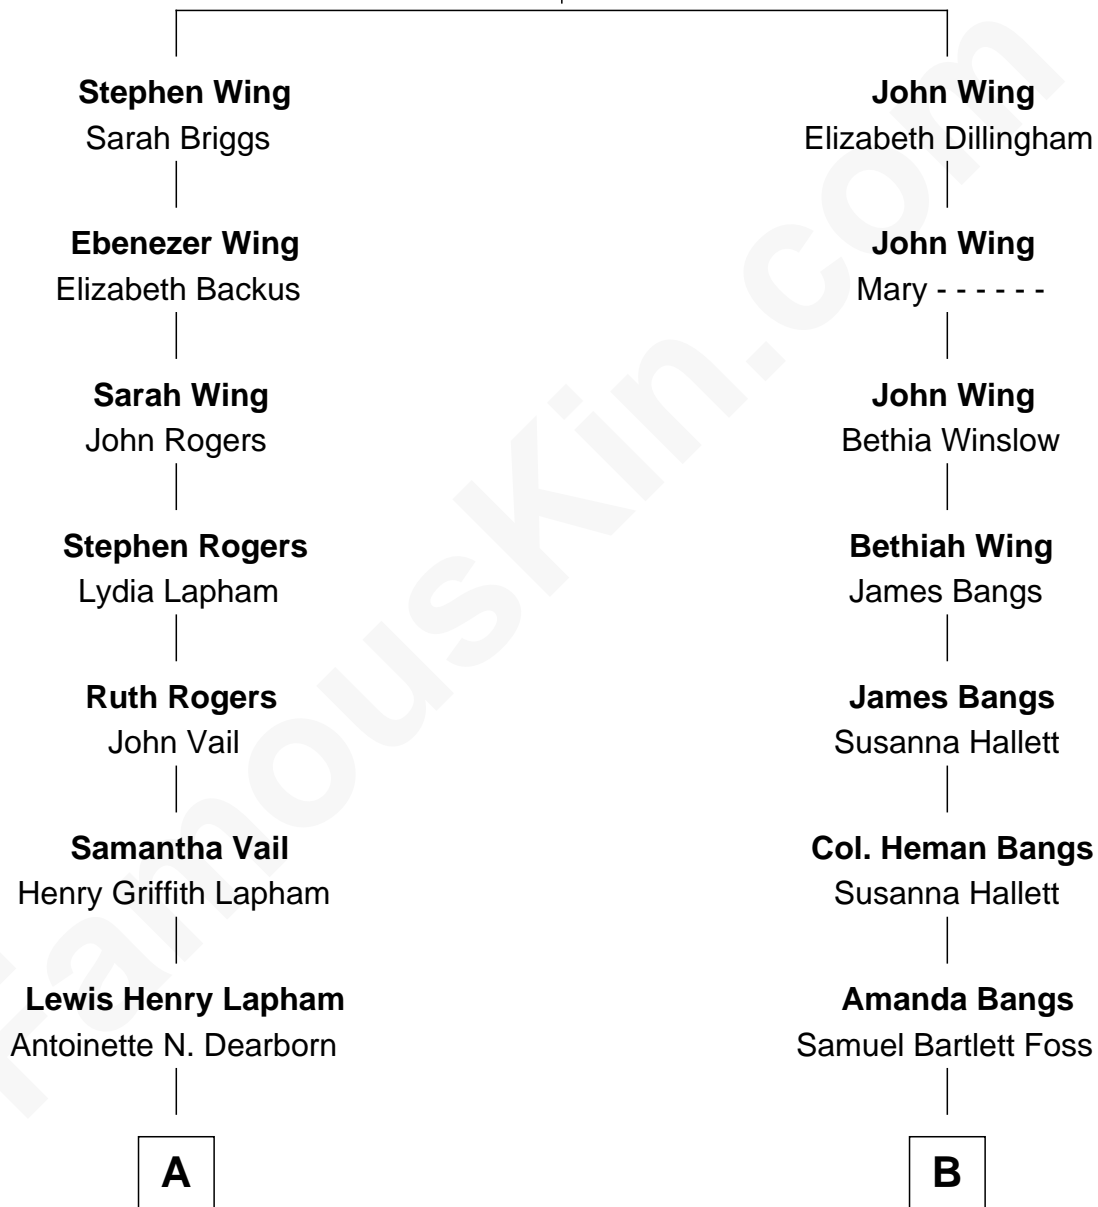 Stephen Wing
Sarah Briggs
Ebenezer Wing
Elizabeth Backus
Sarah Wing
John Rogers
Stephen Rogers
Lydia Lapham
Ruth Rogers
John Vail
Samantha Vail
Henry Griffith Lapham
Lewis Henry Lapham
Antoinette N. Dearborn
A
John Wing
Elizabeth Dillingham
John Wing
Mary - - - - - -
John Wing
Bethia Winslow
Bethiah Wing
James Bangs
James Bangs
Susanna Hallett
Col. Heman Bangs
Susanna Hallett
Amanda Bangs
Samuel Bartlett Foss
B
FamousKin.com